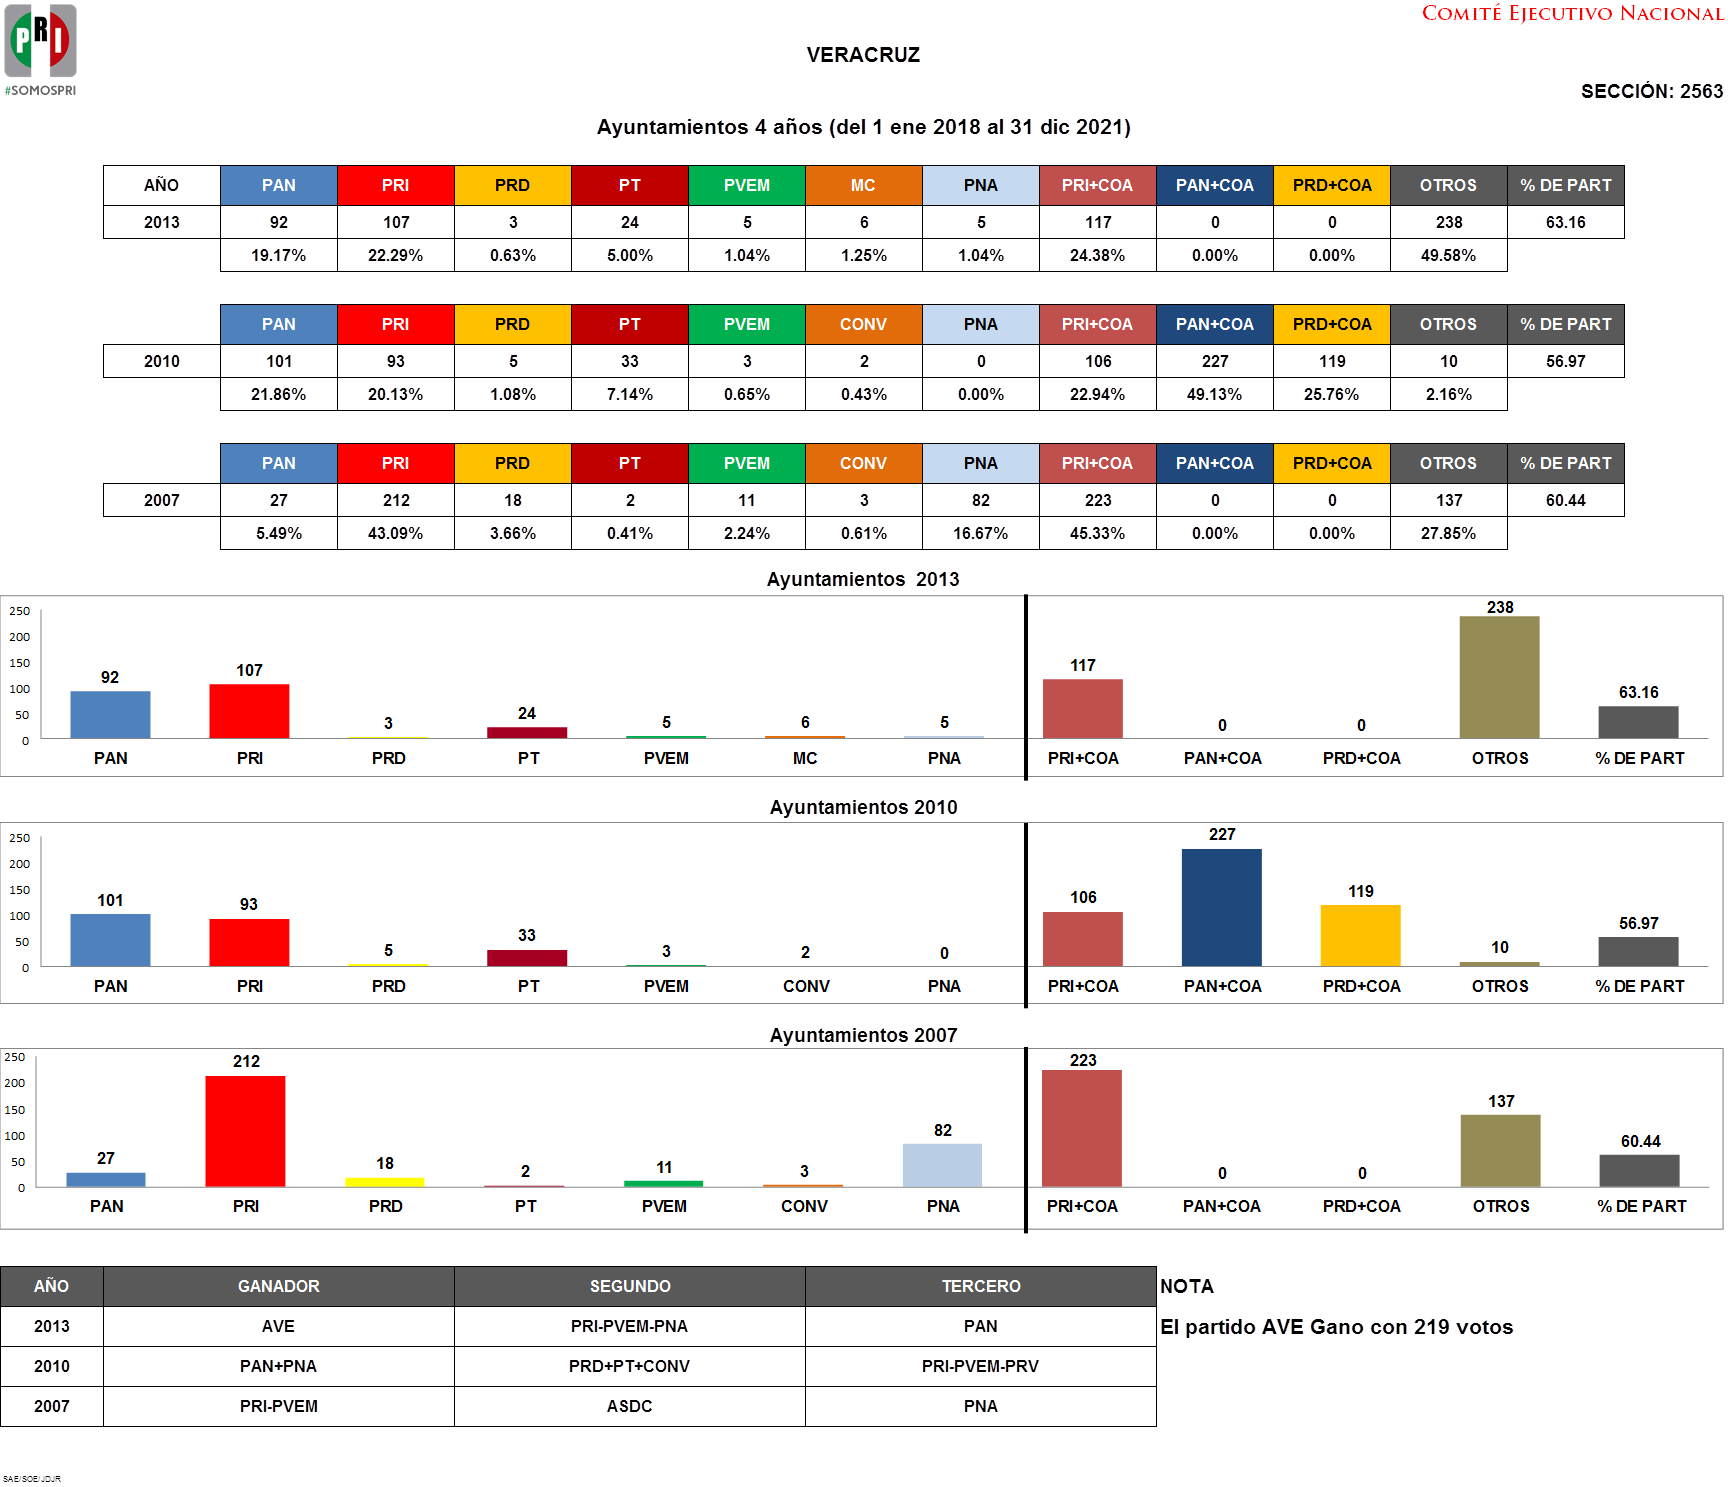 COMITÉ EJECUTIVO NACIONAL
PRI
#SOMOSPRI
VERACRUZ
SECCIÓN: 2563
Ayuntamientos 4 años (del 1 ene 2018 al 31 dic 2021)
AÑO PAN PRI PRD PT PVEM MC PNA PRI+COA PAN+COA PRD+COA OTROS % DE PART
2013 92 107 3 24 5 6 5 117 0 0 238 63.16
19.17% 22.29% 0.63% 5.00% 1.04% 1.25% 1.04% 24.38% 0.00% 0.00% 49.58%
PAN PRI PRD PT PVEM CONV PNA PRI+COA PAN+COA PRD+COA OTROS % DE PART
2010 101 93 5 33 3 2 0 106 227 119 10 56.97
21.86% 20.13% 1.08% 7.14% 0.65% 0.43% 0.00% 22.94% 49.13% 25.76% 2.16%
PAN PRI PRD PT PVEM CONV PNA PRI+COA PAN+COA PRD+COA OTROS % DE PART
2007 27 212 18 2 11 3 82 223 0 0 137 60.44
5.49% 43.09% 3.66% 0.41% 2.24% 0.61% 16.67% 45.33% 0.00% 0.00% 27.85%
Ayuntamientos 2013
250
200
150
100
50
0
92 107 3 24 5 6 5 117 0 0 238 63.16
PAN PRI PRD PT PVEM MC PNA PRI+COA PAN+COA PRD+COA OTROS % DE PART
Ayuntamientos 2010
250
200
150
100
50
0
101 93 5 33 3 2 0 106 227 119 10 56.97
PAN PRI PRD PT PVEM CONV PNA PRI+COA PAN+COA PRD+COA OTROS % DE PART
Ayuntamientos 2007
250
200
150
100
50
0
27 212 18 2 11 3 82 223 0 0 137 60.44
PAN PRI PRD PT PVEM CONV PNA PRI+COA PAN+COA PRD+COA OTROS % DE PART
AÑO GANADOR SEGUNDO TERCERO NOTA
2013 AVE PRI-PVEM-PNA PAN El partido AVE Gano con 219 votos
2010 PAN+PNA PRD+PT+CONV PRI-PVEM-PRV
2007 PRI-PVEM ASDC PNA
SAE/SOE/JDJR